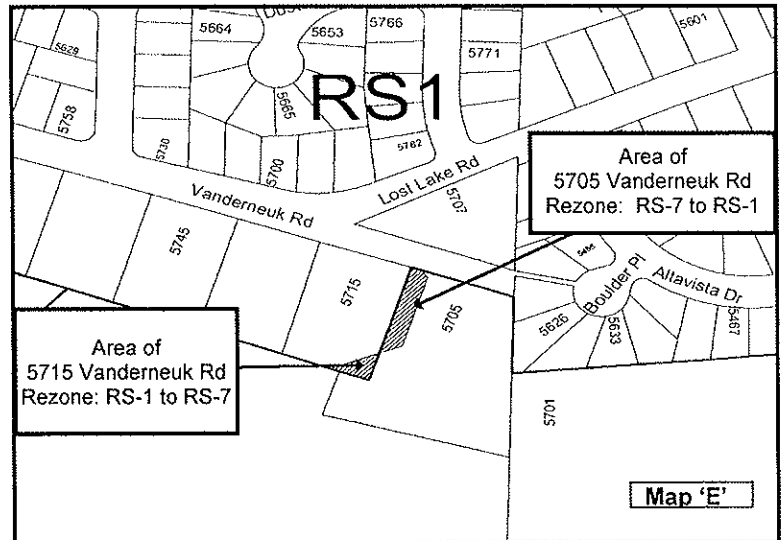 5664
5653
5766
5629
5771
5601
RS1
5665
5758
5730
5700
5762
Vanderneuk Rd
Lost Lake Rd
5707
Area of
5705 Vanderneuk Rd
Rezone: RS-7 to RS-1
5745
5715
5705
Boulder Pl
Altavista Dr
5626
5633
5467
Area of
5715 Vanderneuk Rd
Rezone: RS-1 to RS-7
5701
Map 'E'